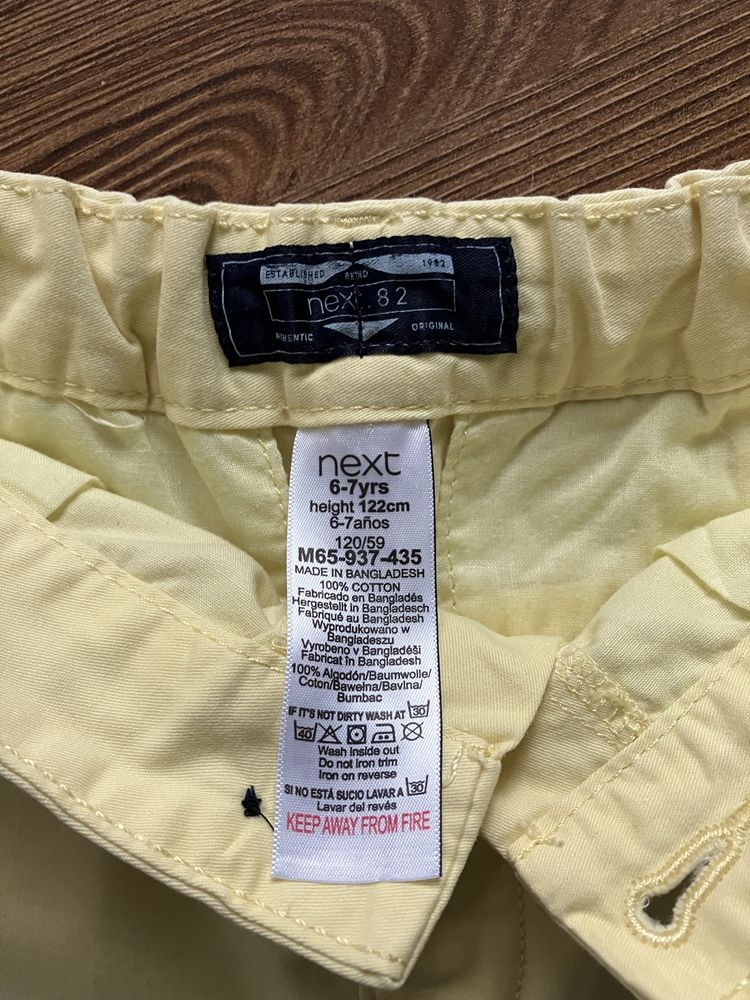 ESTABLISHED 1982
next. 82
ORIGINAL
next
6-7yrs
height 122cm
6-7años
120/59
M65-937-435
MADE IN BANGLADESH
100% COTTON
Fabricado en Bangladés
Hergestellt in Bangladesch
Fabriqué au Bangladesh
Wyprodukowano w
Bangladeszu
Vyrobeno v Bangladéši
Fabricat în Bangladesh
100% Algodón/Baumwolle/
Coton/Bawełna/Bavlna/
Bumbac
IF IT'S NOT DIRTY WASH AT 30
40
Wash inside out
Do not iron trim
Iron on reverse
SI NO ESTÁ SUCIO LAVAR A 30
Lavar del revés
KEEP AWAY FROM FIRE